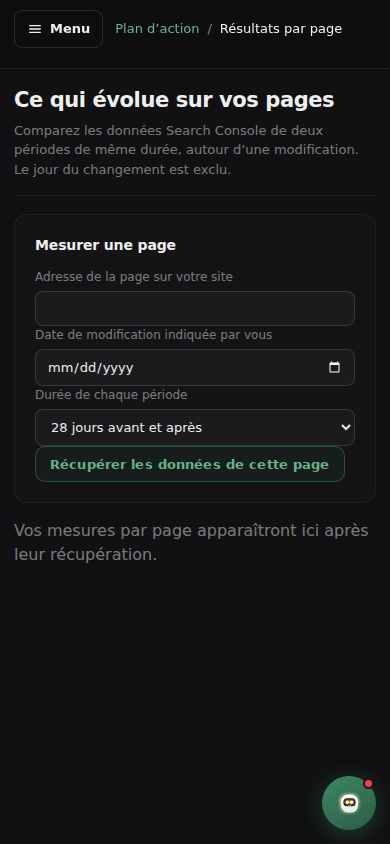 Menu
Plan d’action / Résultats par page
Ce qui évolue sur vos pages
Comparez les données Search Console de deux
périodes de même durée, autour d’une modification.
Le jour du changement est exclu.
Mesurer une page
Adresse de la page sur votre site
Date de modification indiquée par vous
mm/dd/yyyy
Durée de chaque période
28 jours avant et après
Récupérer les données de cette page
Vos mesures par page apparaîtront ici après
leur récupération.